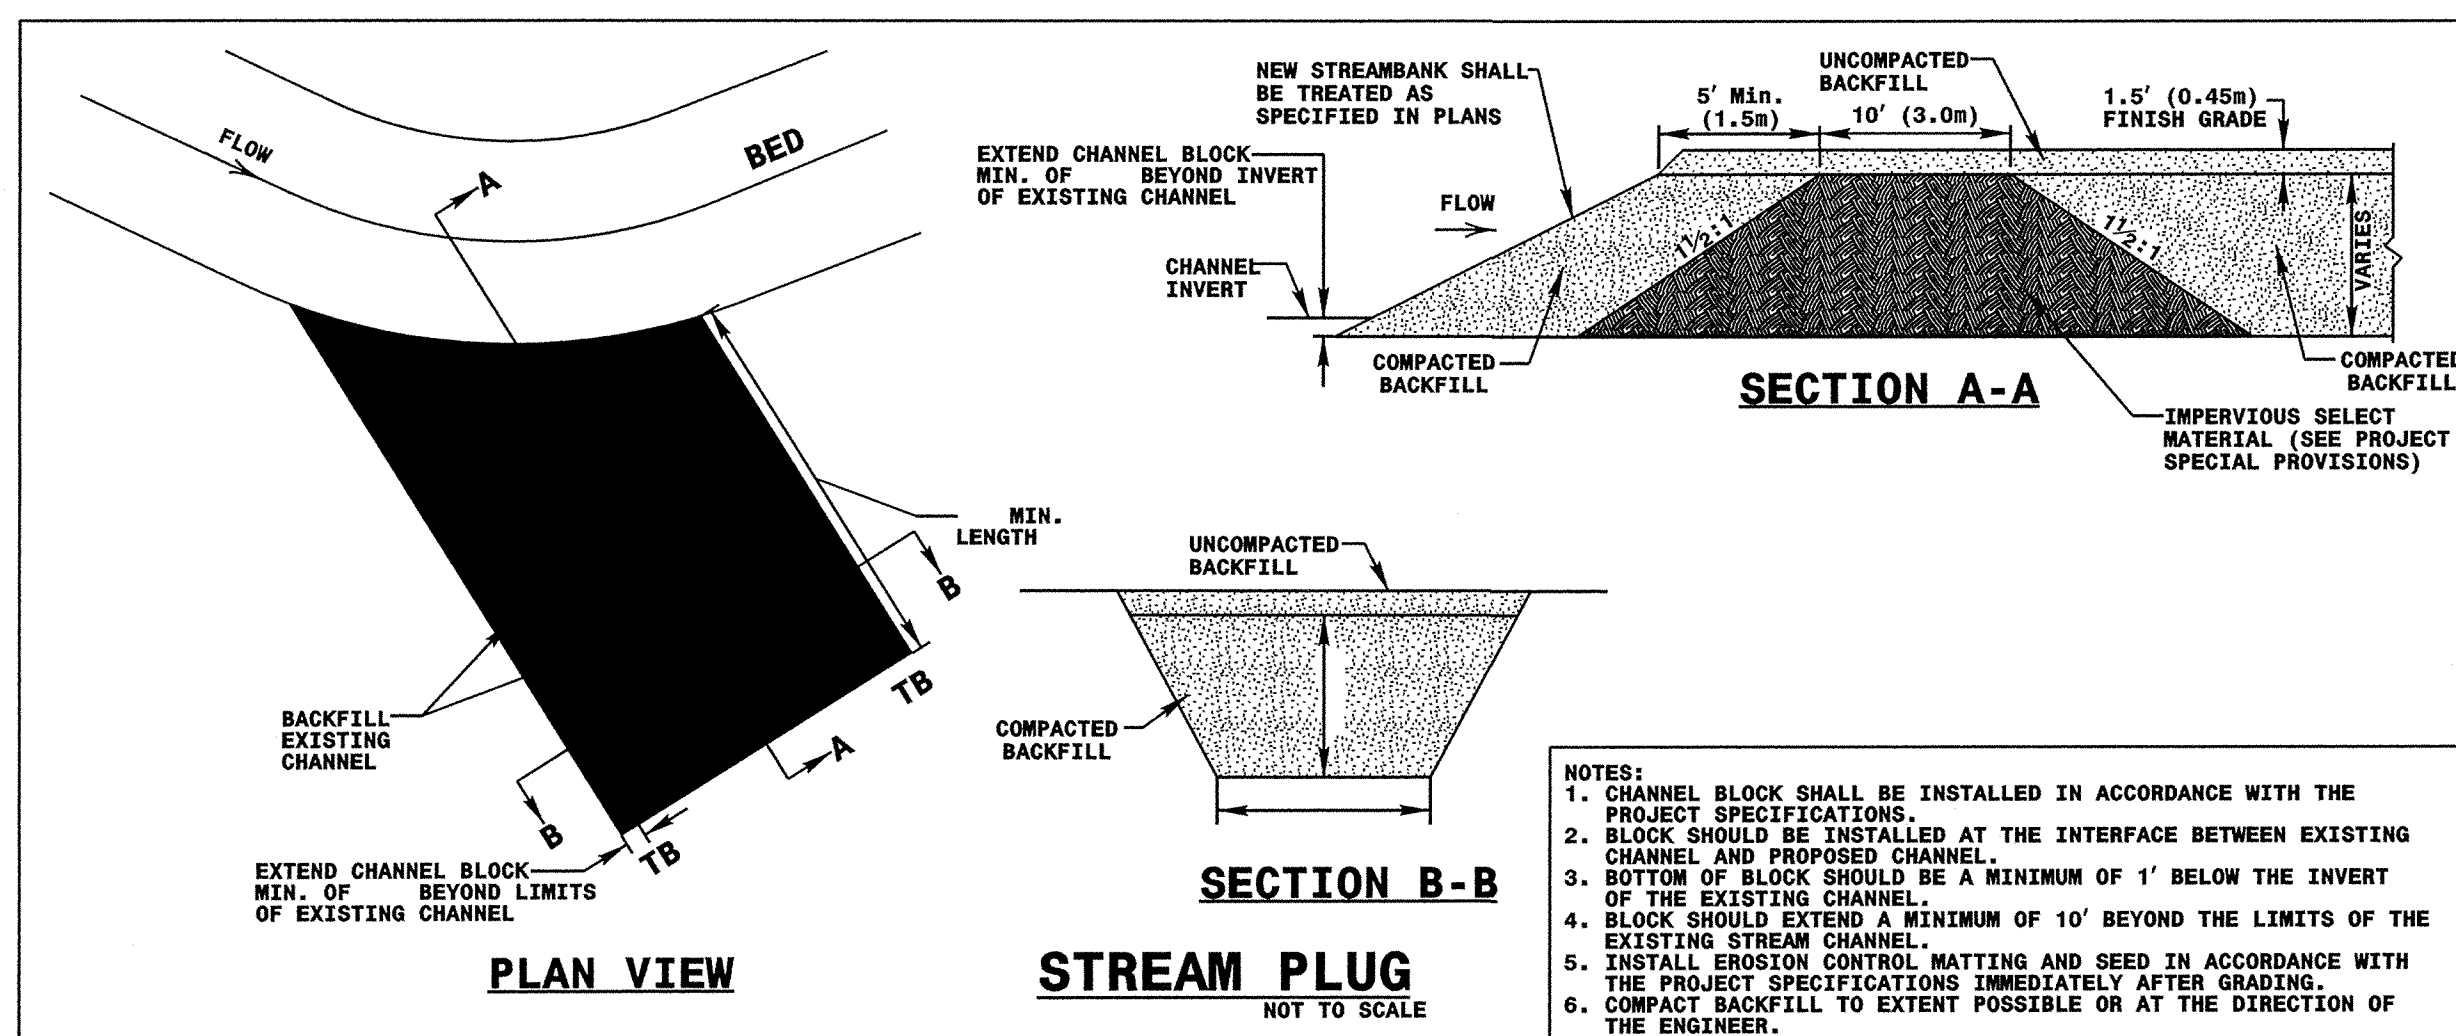 FLOW
BED
A
MIN.
LENGTH
B
TB
BACKFILL
EXISTING
CHANNEL
A
B
TB
EXTEND CHANNEL BLOCK
MIN. OF BEYOND LIMITS
OF EXISTING CHANNEL
PLAN VIEW
NEW STREAMBANK SHALL
BE TREATED AS
SPECIFIED IN PLANS
5' Min.
(1.5m)
10' (3.0m)
UNCOMPACTED
BACKFILL
1.5' (0.45m)
FINISH GRADE
EXTEND CHANNEL BLOCK
MIN. OF BEYOND INVERT
OF EXISTING CHANNEL
FLOW
CHANNEL
INVERT
1½:1
1½:1
VARIES
COMPACTED
BACKFILL
COMPACTED
BACKFILL
SECTION A-A
IMPERVIOUS SELECT
MATERIAL (SEE PROJECT
SPECIAL PROVISIONS)
UNCOMPACTED
BACKFILL
COMPACTED
BACKFILL
SECTION B-B
STREAM PLUG
NOT TO SCALE
NOTES:
1. CHANNEL BLOCK SHALL BE INSTALLED IN ACCORDANCE WITH THE
PROJECT SPECIFICATIONS.
2. BLOCK SHOULD BE INSTALLED AT THE INTERFACE BETWEEN EXISTING
CHANNEL AND PROPOSED CHANNEL.
3. BOTTOM OF BLOCK SHOULD BE A MINIMUM OF 1' BELOW THE INVERT
OF THE EXISTING CHANNEL.
4. BLOCK SHOULD EXTEND A MINIMUM OF 10' BEYOND THE LIMITS OF THE
EXISTING STREAM CHANNEL.
5. INSTALL EROSION CONTROL MATTING AND SEED IN ACCORDANCE WITH
THE PROJECT SPECIFICATIONS IMMEDIATELY AFTER GRADING.
6. COMPACT BACKFILL TO EXTENT POSSIBLE OR AT THE DIRECTION OF
THE ENGINEER.